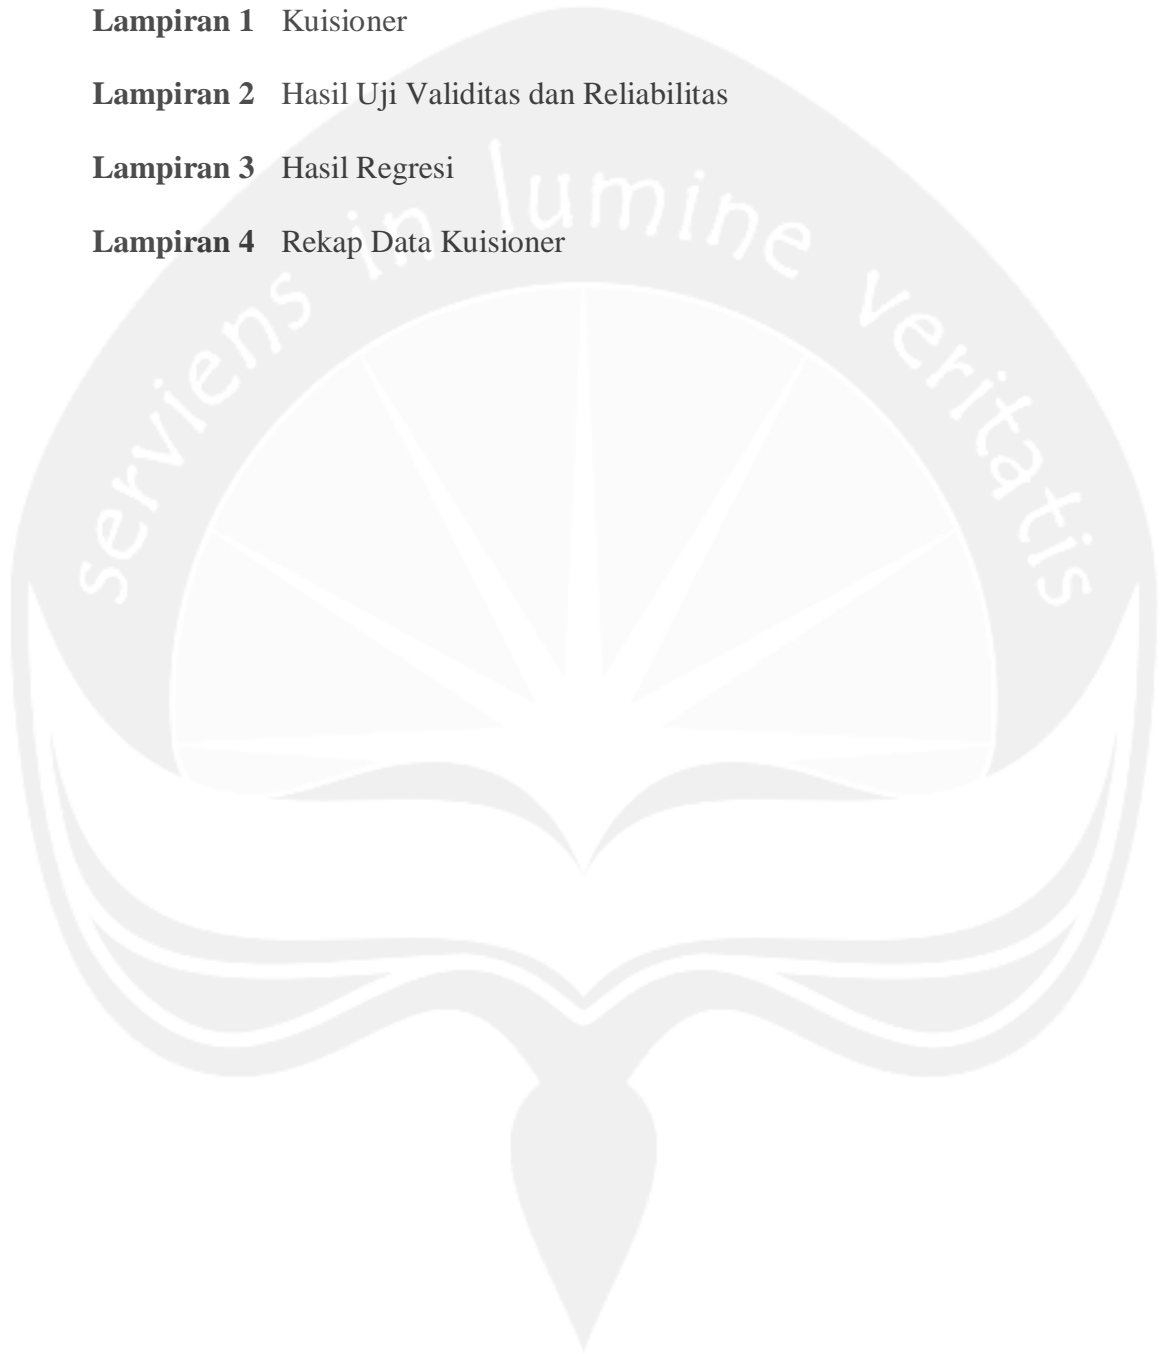 Lampiran 1 Kuisioner
Lampiran 2 Hasil Uji Validitas dan Reliabilitas
Lampiran 3 Hasil Regresi
Lampiran 4 Rekap Data Kuisioner
serviens in lumine veritatis